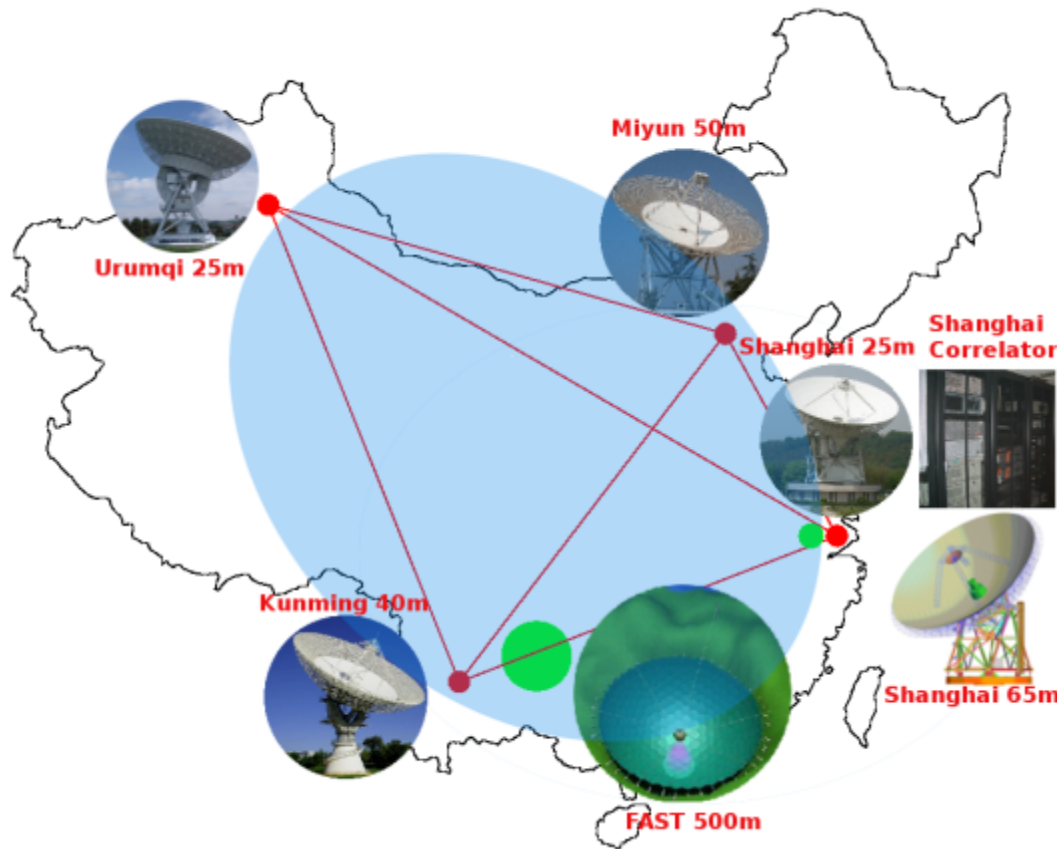 Miyun 50m
Urumqi 25m
Shanghai 25m
Shanghai
Correlator
Kunming 40m
Shanghai 65m
FAST 500m